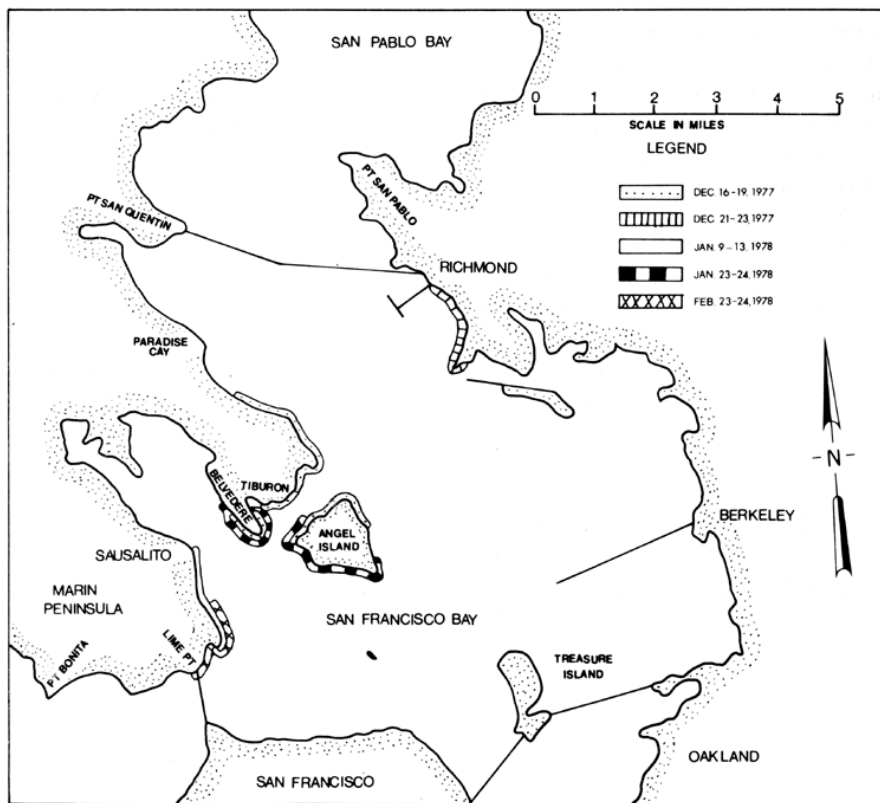 SAN PABLO BAY
0 1 2 3 4 5
SCALE IN MILES
LEGEND
DEC 16-19, 1977
DEC. 21-23, 1977
JAN. 9-13, 1978
JAN. 23-24, 1978
FEB. 23-24, 1978
PT SAN PABLO
PT SAN QUENTIN
RICHMOND
PARADISE
CAY
-N-
TIBURON
BELVEDERE
ANGEL
ISLAND
BERKELEY
SAUSALITO
MARIN
PENINSULA
SAN FRANCISCO BAY
LIME PT
PT BONITA
TREASURE
ISLAND
OAKLAND
SAN FRANCISCO